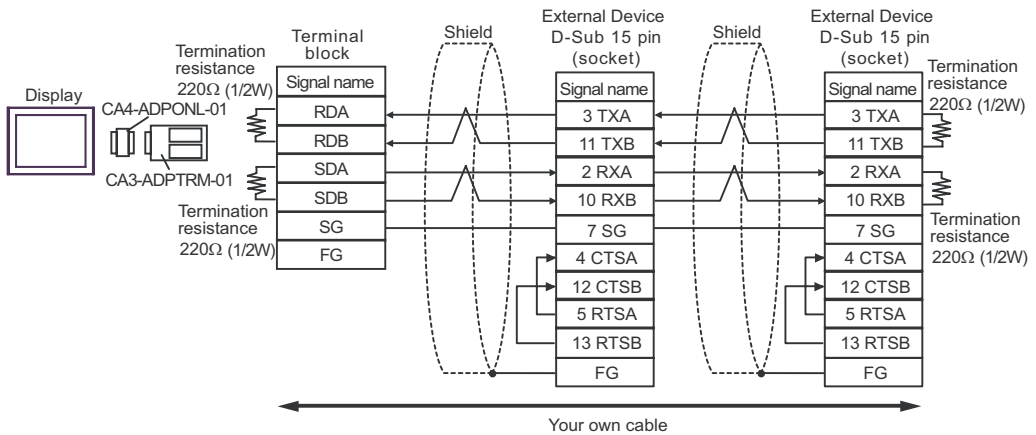 Display
CA4-ADPONL-01
CA3-ADPTRM-01
Termination
resistance
220Ω (1/2W)
Termination
resistance
220Ω (1/2W)
Terminal
block
Signal name
RDA
RDB
SDA
SDB
SG
FG
Shield
External Device
D-Sub 15 pin
(socket)
Signal name
3 TXA
11 TXB
2 RXA
10 RXB
7 SG
4 CTSA
12 CTSB
5 RTSA
13 RTSB
FG
Shield
External Device
D-Sub 15 pin
(socket)
Signal name
3 TXA
11 TXB
2 RXA
10 RXB
7 SG
4 CTSA
12 CTSB
5 RTSA
13 RTSB
FG
Termination
resistance
220Ω (1/2W)
Termination
resistance
220Ω (1/2W)
Your own cable